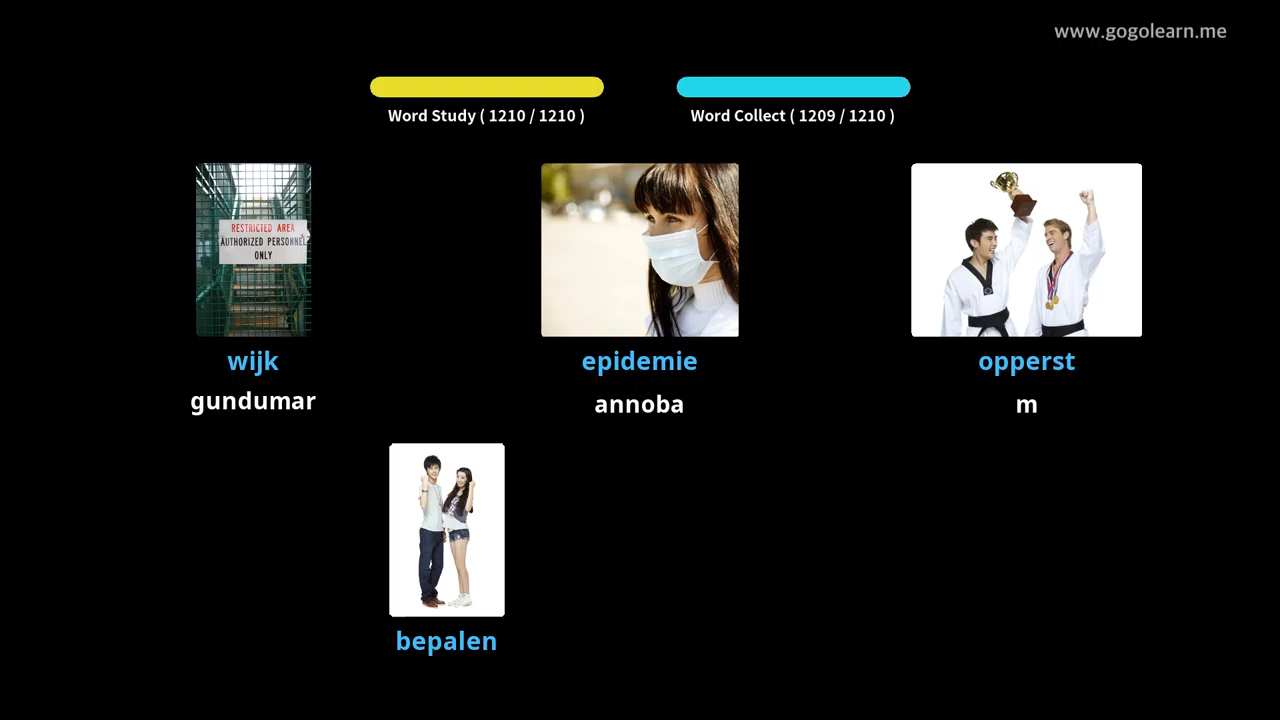 www.gogolearn.me
Word Study ( 1210 / 1210 )
Word Collect ( 1209 / 1210 )
RESTRICTED AREA
AUTHORIZED PERSONNEL
ONLY
wijk
epidemie
opperst
gundumar
annoba
m
bepalen